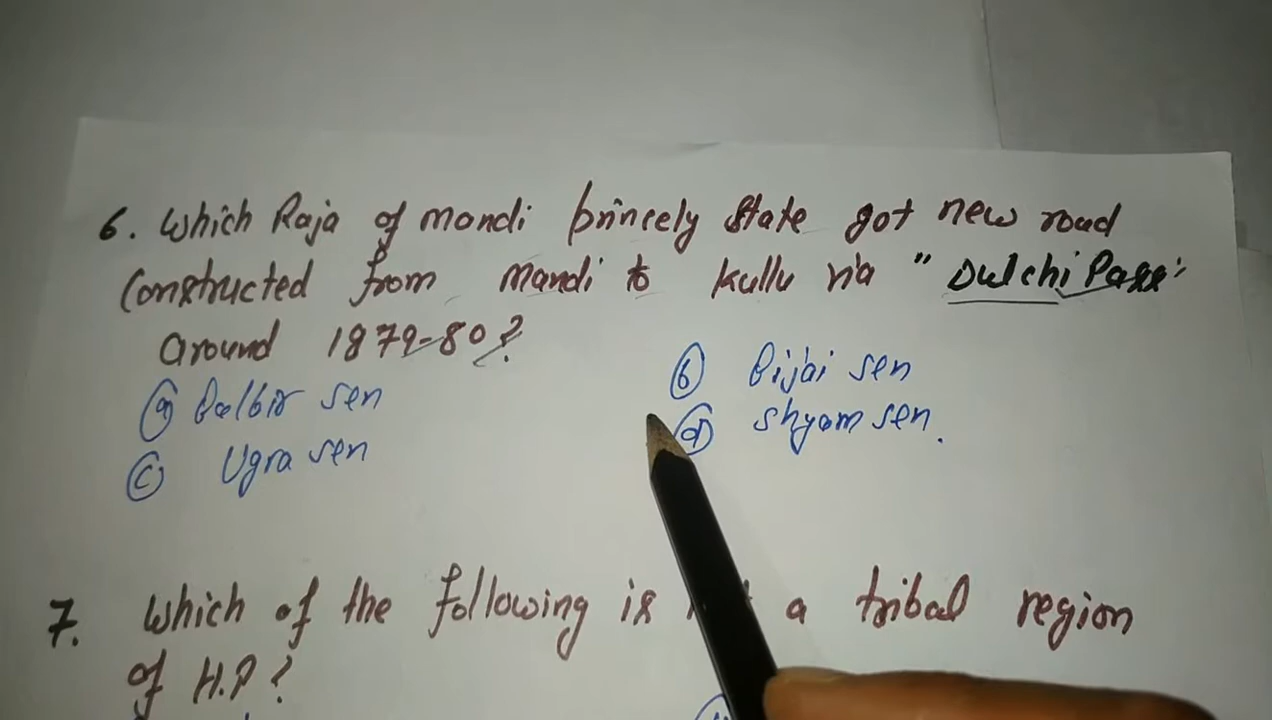 6. Which Raja of mandi princely State got new road
Constructed from Mandi to Kullu via "Dulchi Pass"
around 1879-80?
(a) Balbir sen (b) Bijai sen
(c) Ugra sen (d) Shyam sen.
7. Which of the following is a tribal region
of H.P?